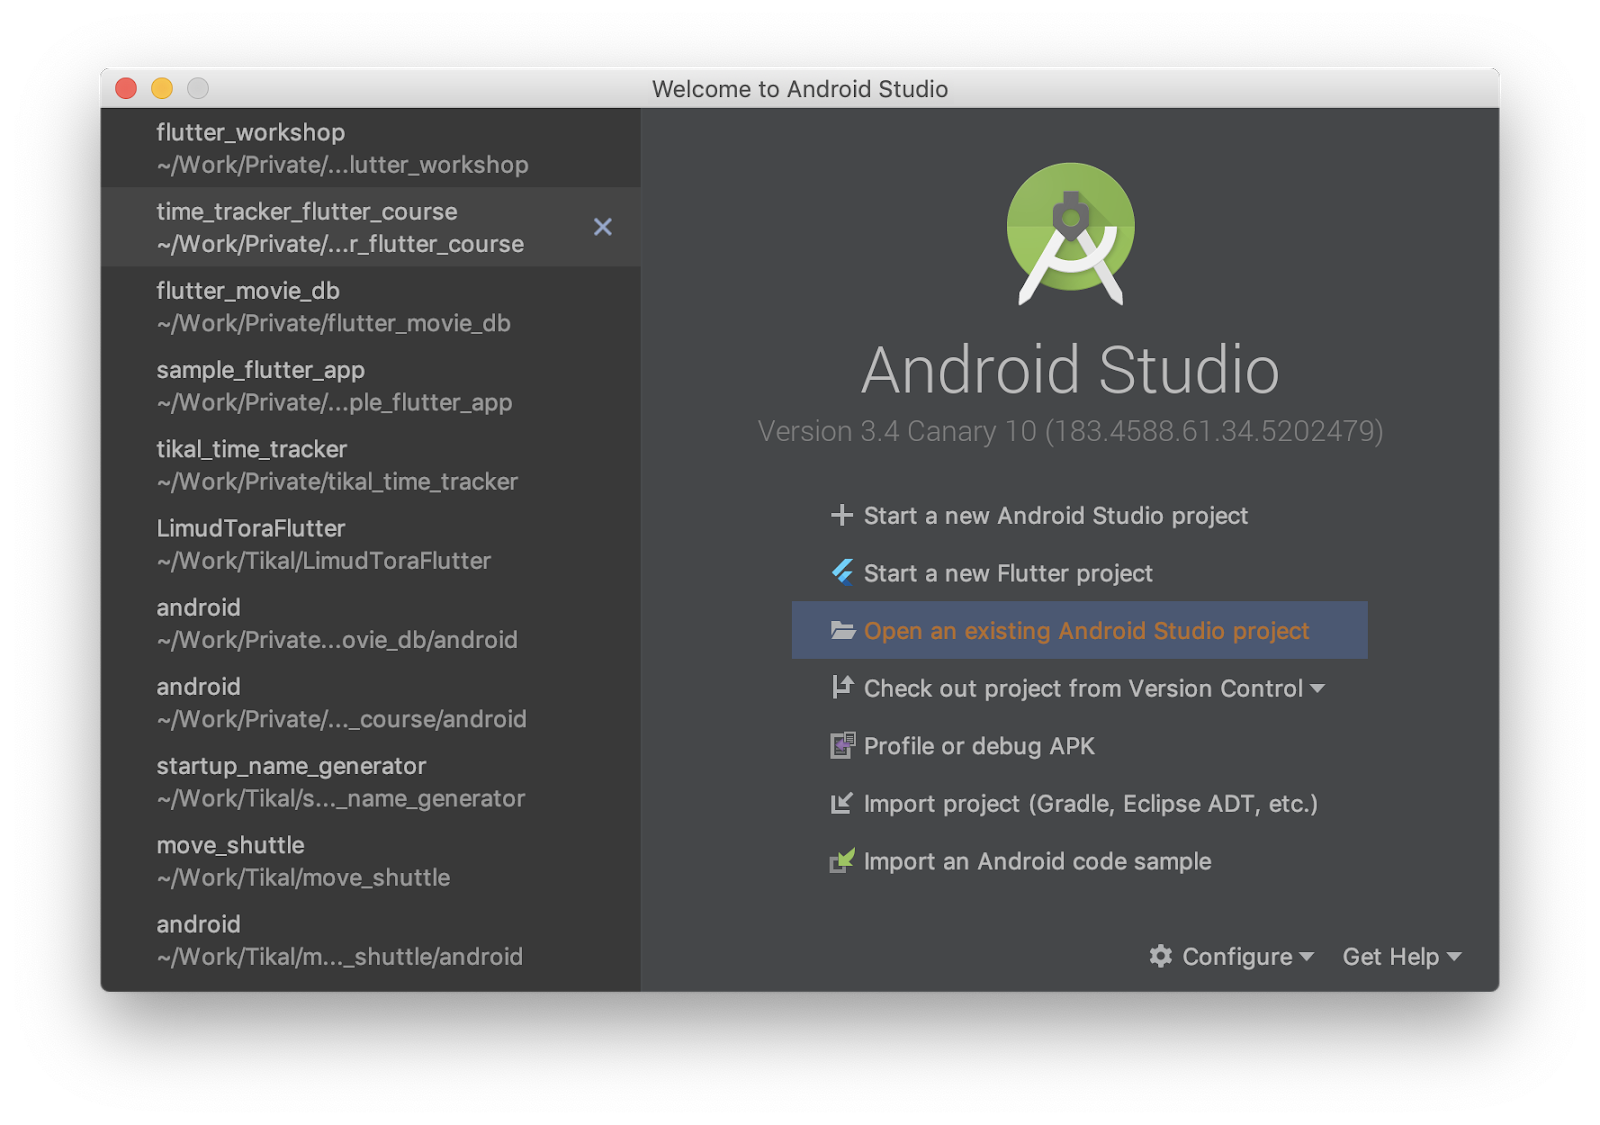 Welcome to Android Studio
flutter_workshop
~/Work/Private/...lutter_workshop
time_tracker_flutter_course
~/Work/Private/...r_flutter_course
flutter_movie_db
~/Work/Private/flutter_movie_db
sample_flutter_app
~/Work/Private/...ple_flutter_app
tikal_time_tracker
~/Work/Private/tikal_time_tracker
LimudToraFlutter
~/Work/Tikal/LimudToraFlutter
android
~/Work/Private...ovie_db/android
android
~/Work/Private/..._course/android
startup_name_generator
~/Work/Tikal/s..._name_generator
move_shuttle
~/Work/Tikal/move_shuttle
android
~/Work/Tikal/m..._shuttle/android
Android Studio
Version 3.4 Canary 10 (183.4588.61.34.5202479)
Start a new Android Studio project
Start a new Flutter project
Open an existing Android Studio project
Check out project from Version Control
Profile or debug APK
Import project (Gradle, Eclipse ADT, etc.)
Import an Android code sample
Configure Get Help